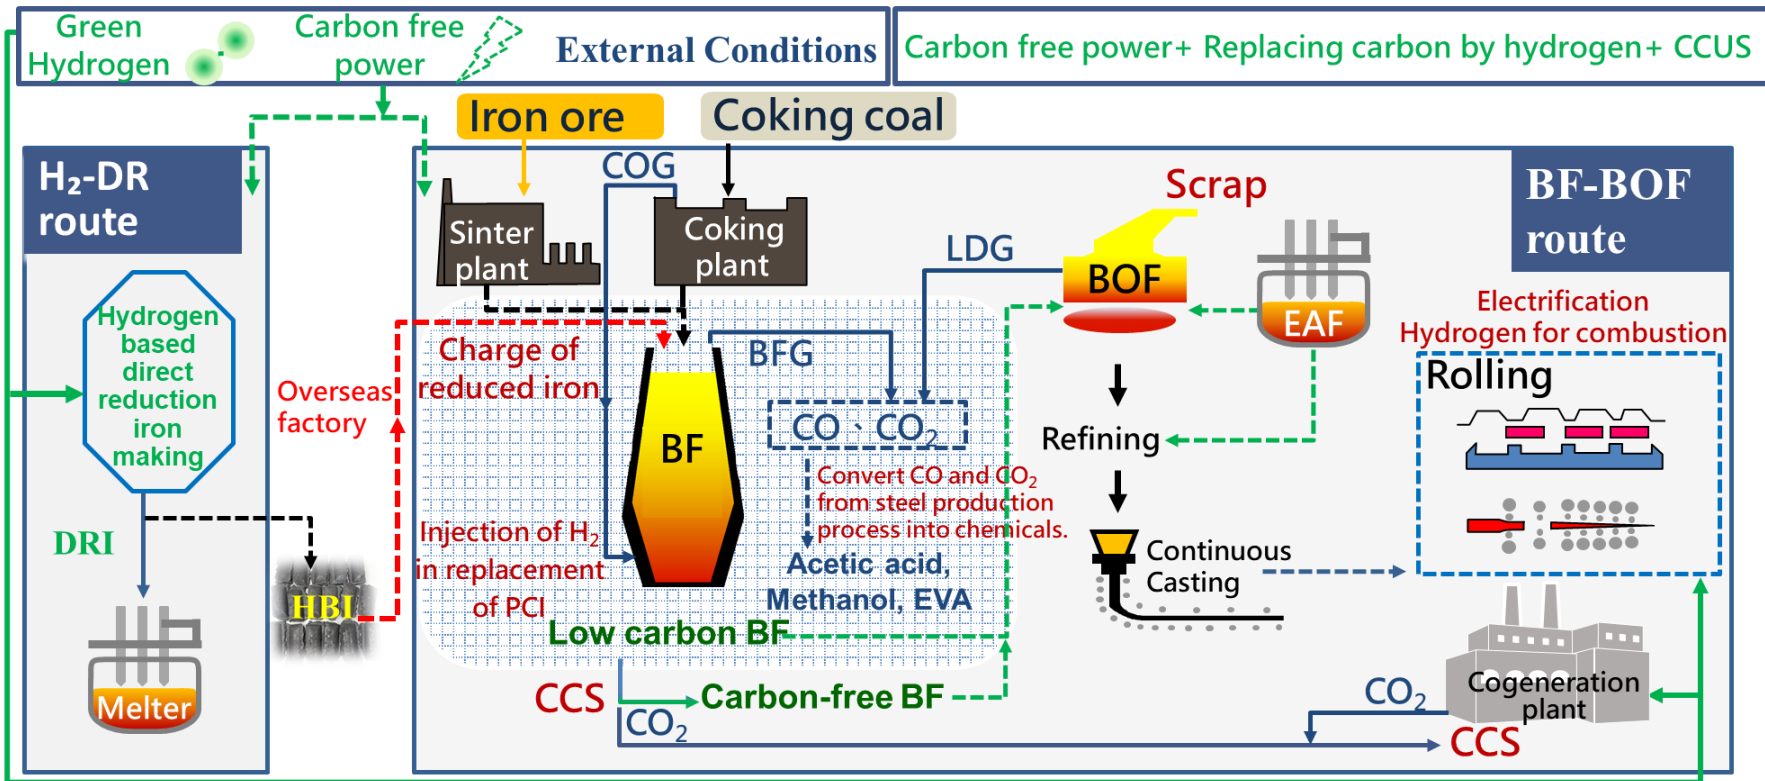 Green
Hydrogen
Carbon free
power
External Conditions
Carbon free power+ Replacing carbon by hydrogen+ CCUS
Iron ore
Coking coal
H₂-DR
route
BF-BOF
route
COG
Scrap
Sinter
plant
Coking
plant
LDG
BOF
EAF
Electrification
Hydrogen for combustion
Rolling
Hydrogen
based
direct
reduction
iron
making
Overseas
factory
Charge of
reduced iron
BFG
BF
CO、CO₂
Refining
Convert CO and CO₂
from steel production
process into chemicals.
Injection of H₂
in replacement
of PCI
Acetic acid,
Methanol, EVA
Continuous
Casting
DRI
HBI
Low carbon BF
Melter
CCS
Carbon-free BF
CO₂
Cogeneration
plant
CO₂
CCS